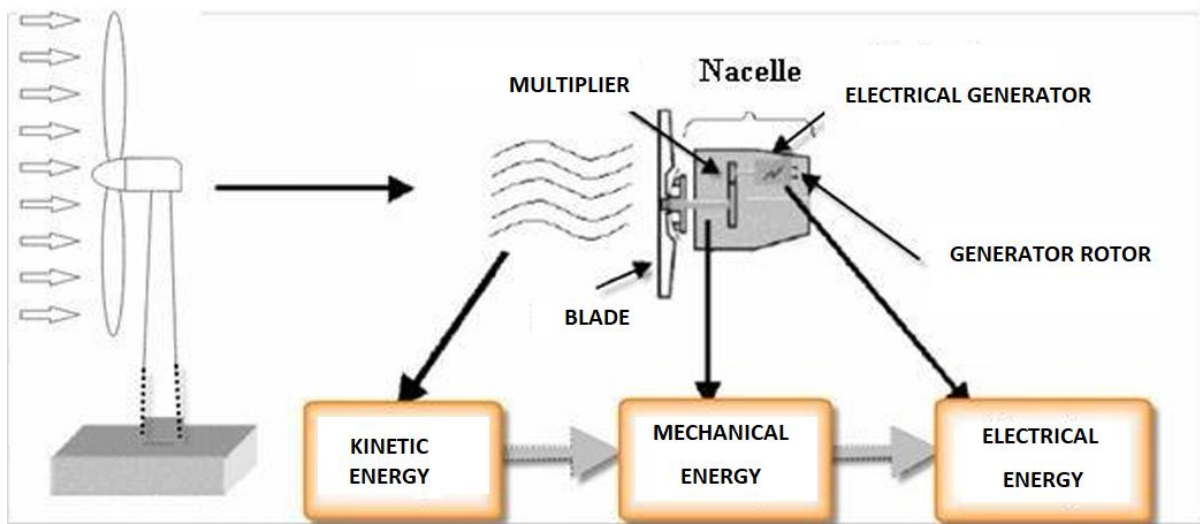 MULTIPLIER
Nacelle
ELECTRICAL GENERATOR
GENERATOR ROTOR
BLADE
KINETIC
ENERGY
MECHANICAL
ENERGY
ELECTRICAL
ENERGY